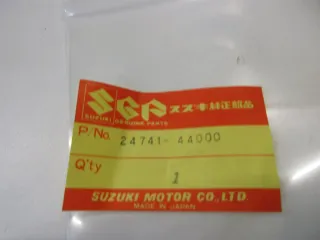 SGP スズキ純正部品
SUZUKI GENUINE PARTS
P/No. 24741-44000
Q'ty 1
SUZUKI MOTOR CO.,LTD.
MADE IN JAPAN